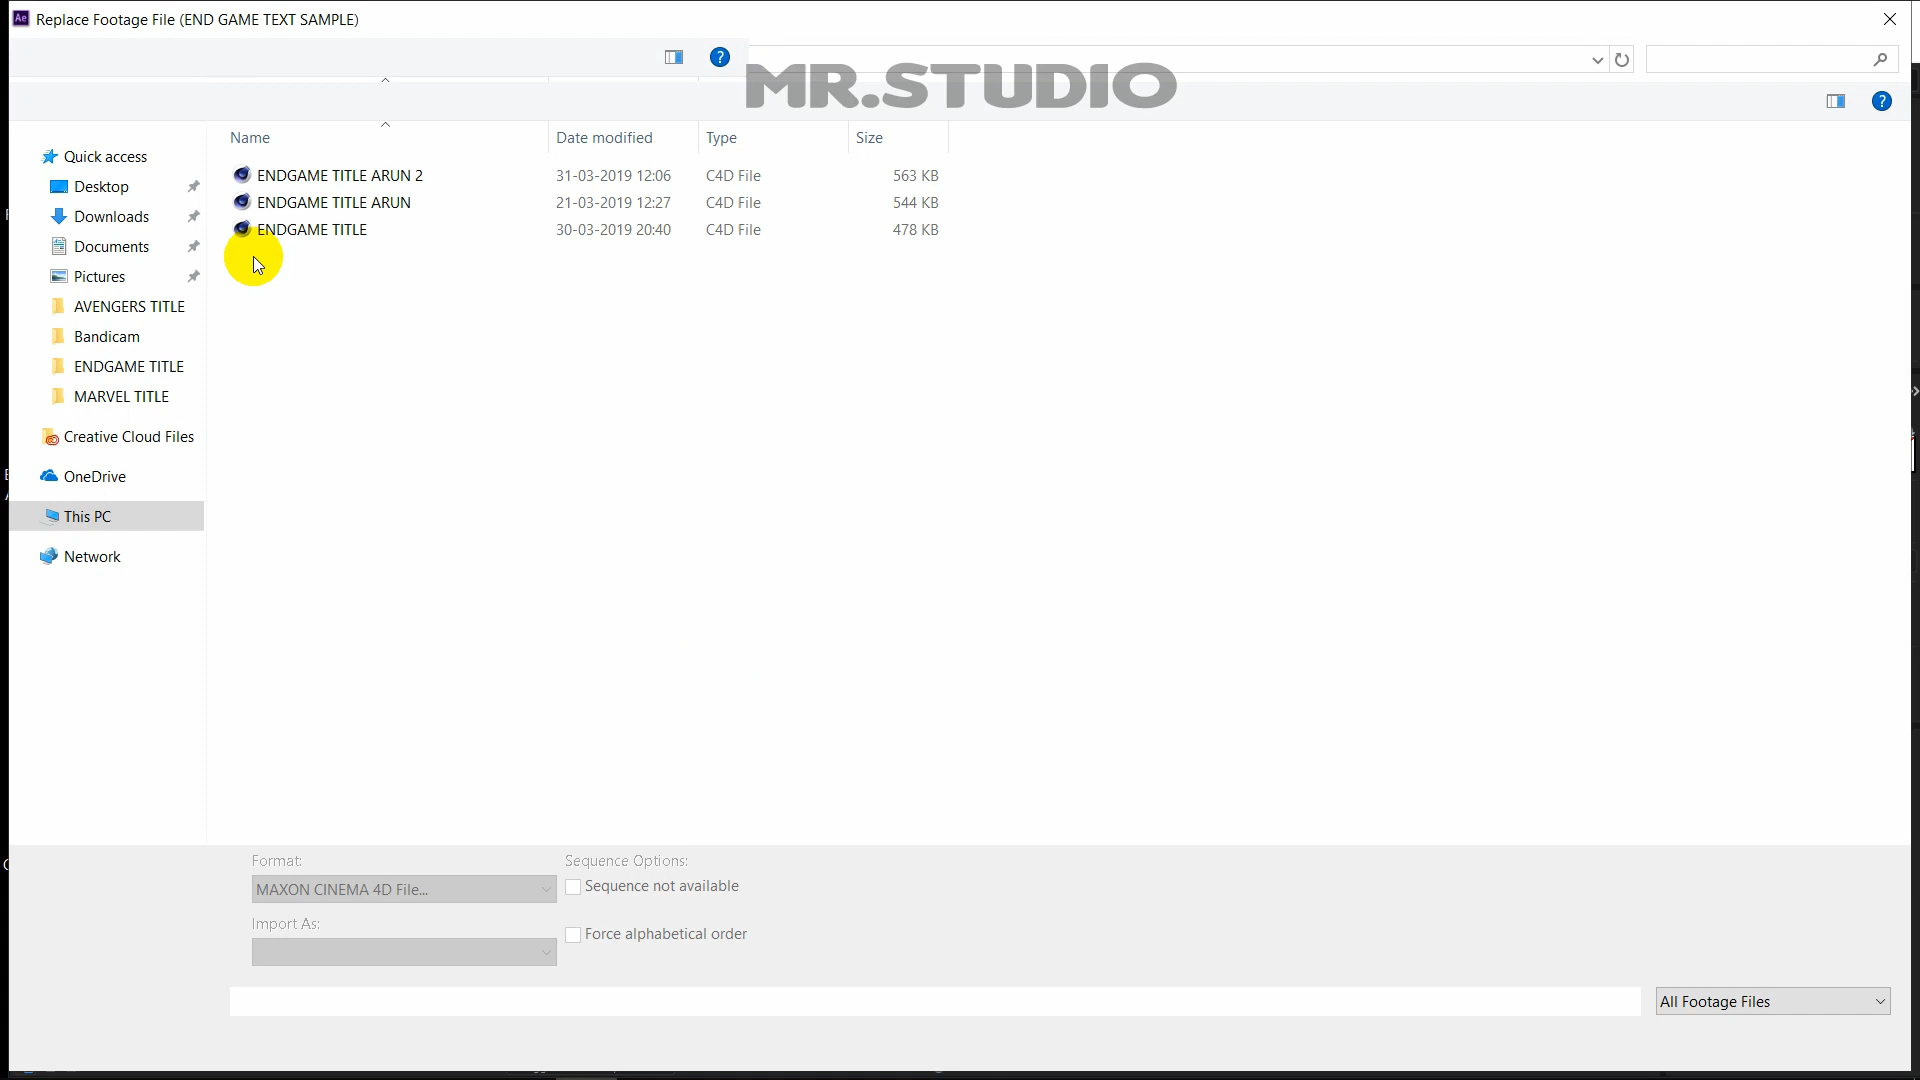 Ae Replace Footage File (END GAME TEXT SAMPLE)
MR.STUDIO
Name Date modified Type Size
Quick access
Desktop
Downloads
Documents
Pictures
AVENGERS TITLE
Bandicam
ENDGAME TITLE
MARVEL TITLE
Creative Cloud Files
OneDrive
This PC
Network
ENDGAME TITLE ARUN 2 31-03-2019 12:06 C4D File 563 KB
ENDGAME TITLE ARUN 21-03-2019 12:27 C4D File 544 KB
ENDGAME TITLE 30-03-2019 20:40 C4D File 478 KB
Format: Sequence Options:
MAXON CINEMA 4D File... Sequence not available
Import As:
Force alphabetical order
All Footage Files